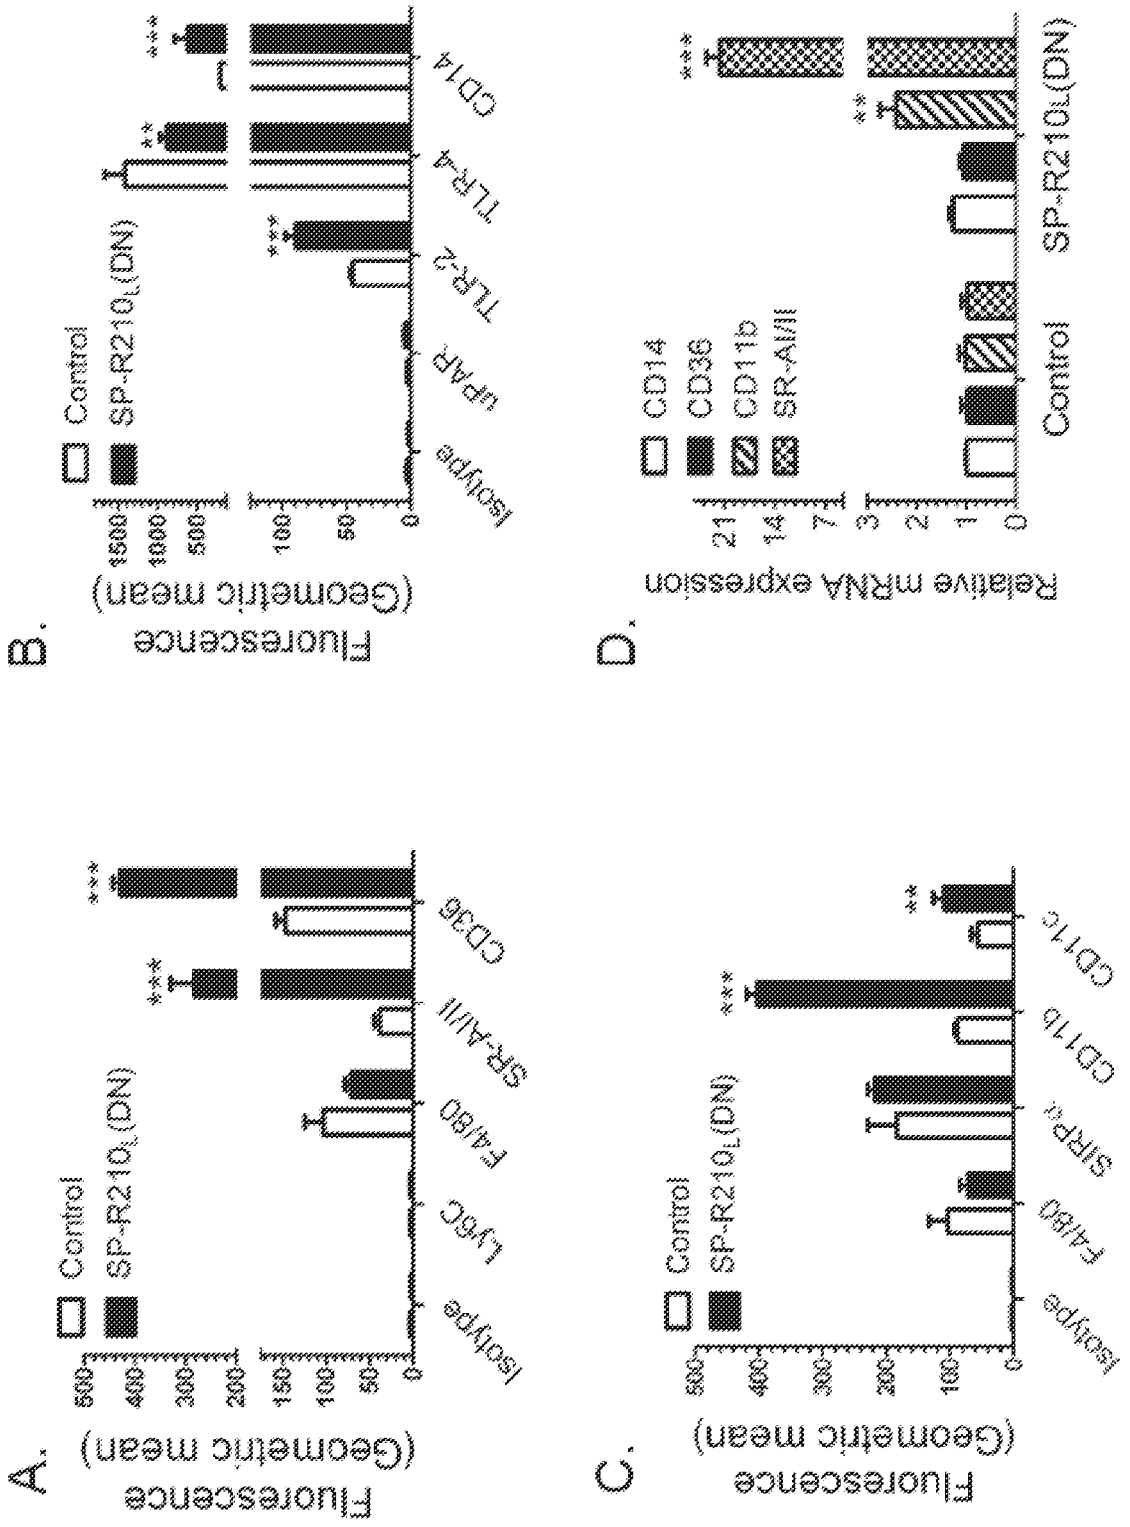 A.
Fluorescence
(Geometric mean)
500
400
300
200
150
100
50
0
Control
SP-R210L(DN)
***
***
Isotype
Ly6C
F4/80
SR-AI/II
CD36
B.
Fluorescence
(Geometric mean)
1500
1000
500
100
50
0
Control
SP-R210L(DN)
***
**
***
Isotype
uPAR
TLR-2
TLR-4
CD14
C.
Fluorescence
(Geometric mean)
500
400
300
200
100
0
Control
SP-R210L(DN)
***
**
Isotype
F4/80
SIRPα
CD11b
CD11c
D.
Relative mRNA expression
21
14
7
3
2
1
0
CD14
CD36
CD11b
SR-AI/II
**
***
Control
SP-R210L(DN)